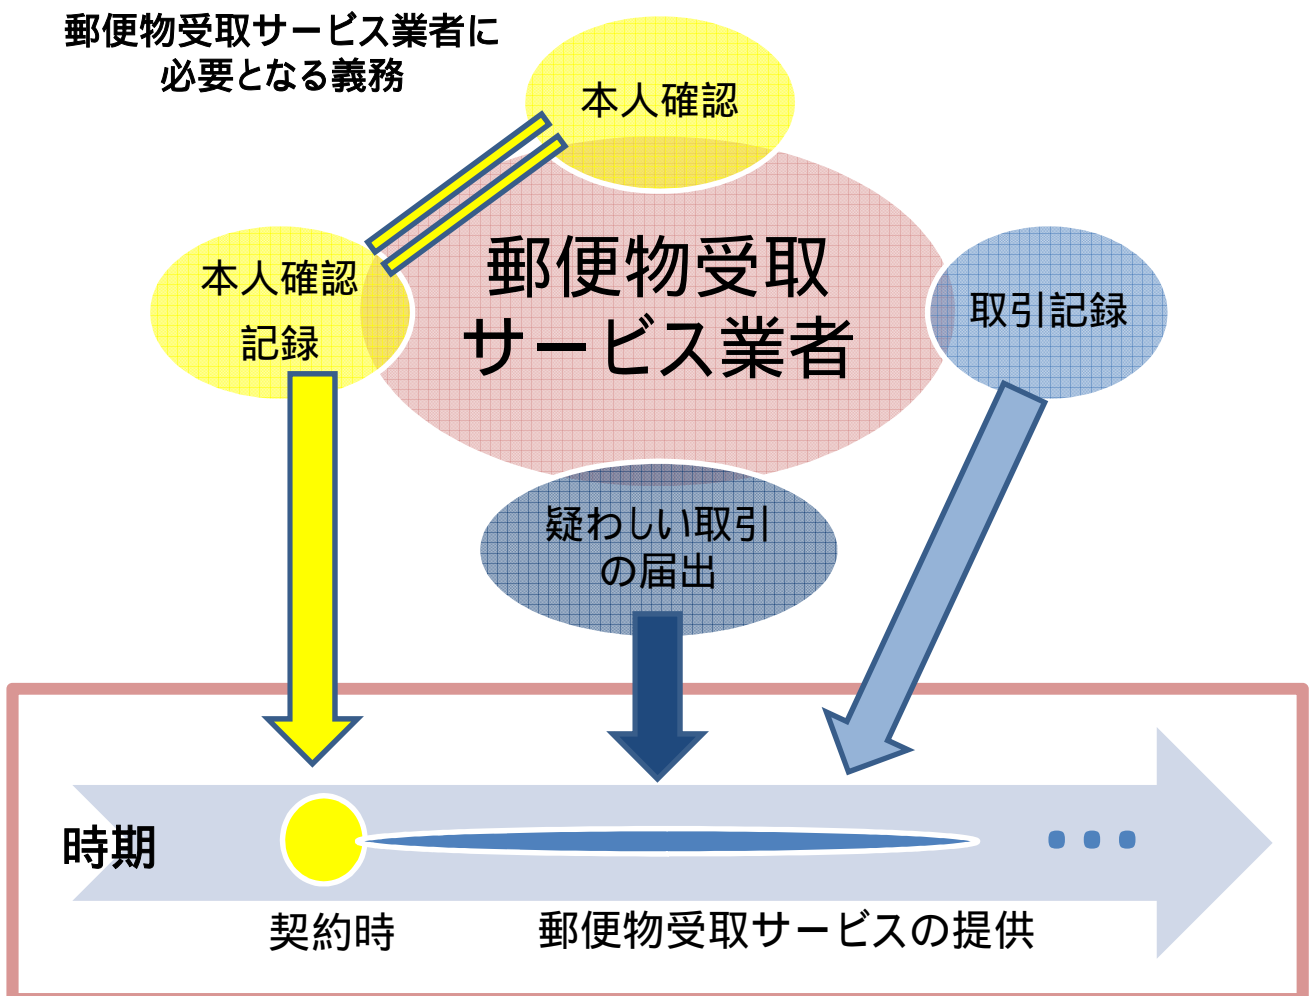 郵便物受取サービス業者に
必要となる義務
本人確認
本人確認
記録
郵便物受取
サービス業者
取引記録
疑わしい取引
の届出
時期
契約時
郵便物受取サービスの提供